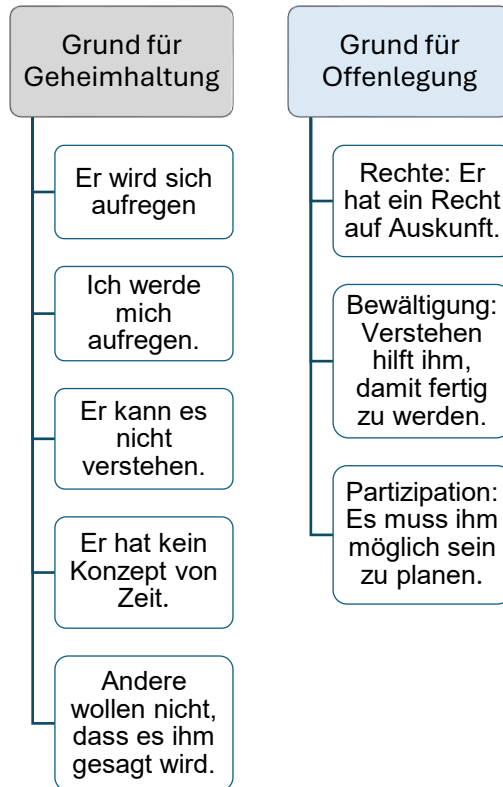 Grund für
Geheimhaltung
Er wird sich
aufregen
Ich werde
mich
aufregen.
Er kann es
nicht
verstehen.
Er hat kein
Konzept von
Zeit.
Andere
wollen nicht,
dass es ihm
gesagt wird.
Grund für
Offenlegung
Rechte: Er
hat ein Recht
auf Auskunft.
Bewältigung:
Verstehen
hilft ihm,
damit fertig
zu werden.
Partizipation:
Es muss ihm
möglich sein
zu planen.